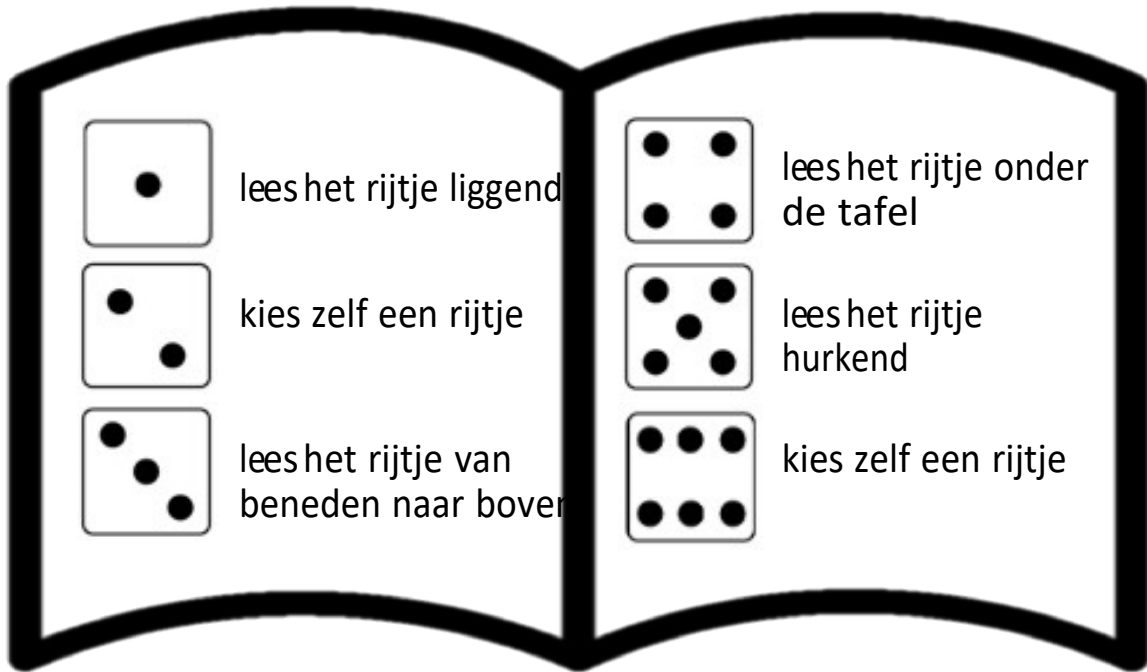 lees het rijtje liggend
kies zelf een rijtje
lees het rijtje van
beneden naar boven
lees het rijtje onder
de tafel
lees het rijtje
hurkend
kies zelf een rijtje